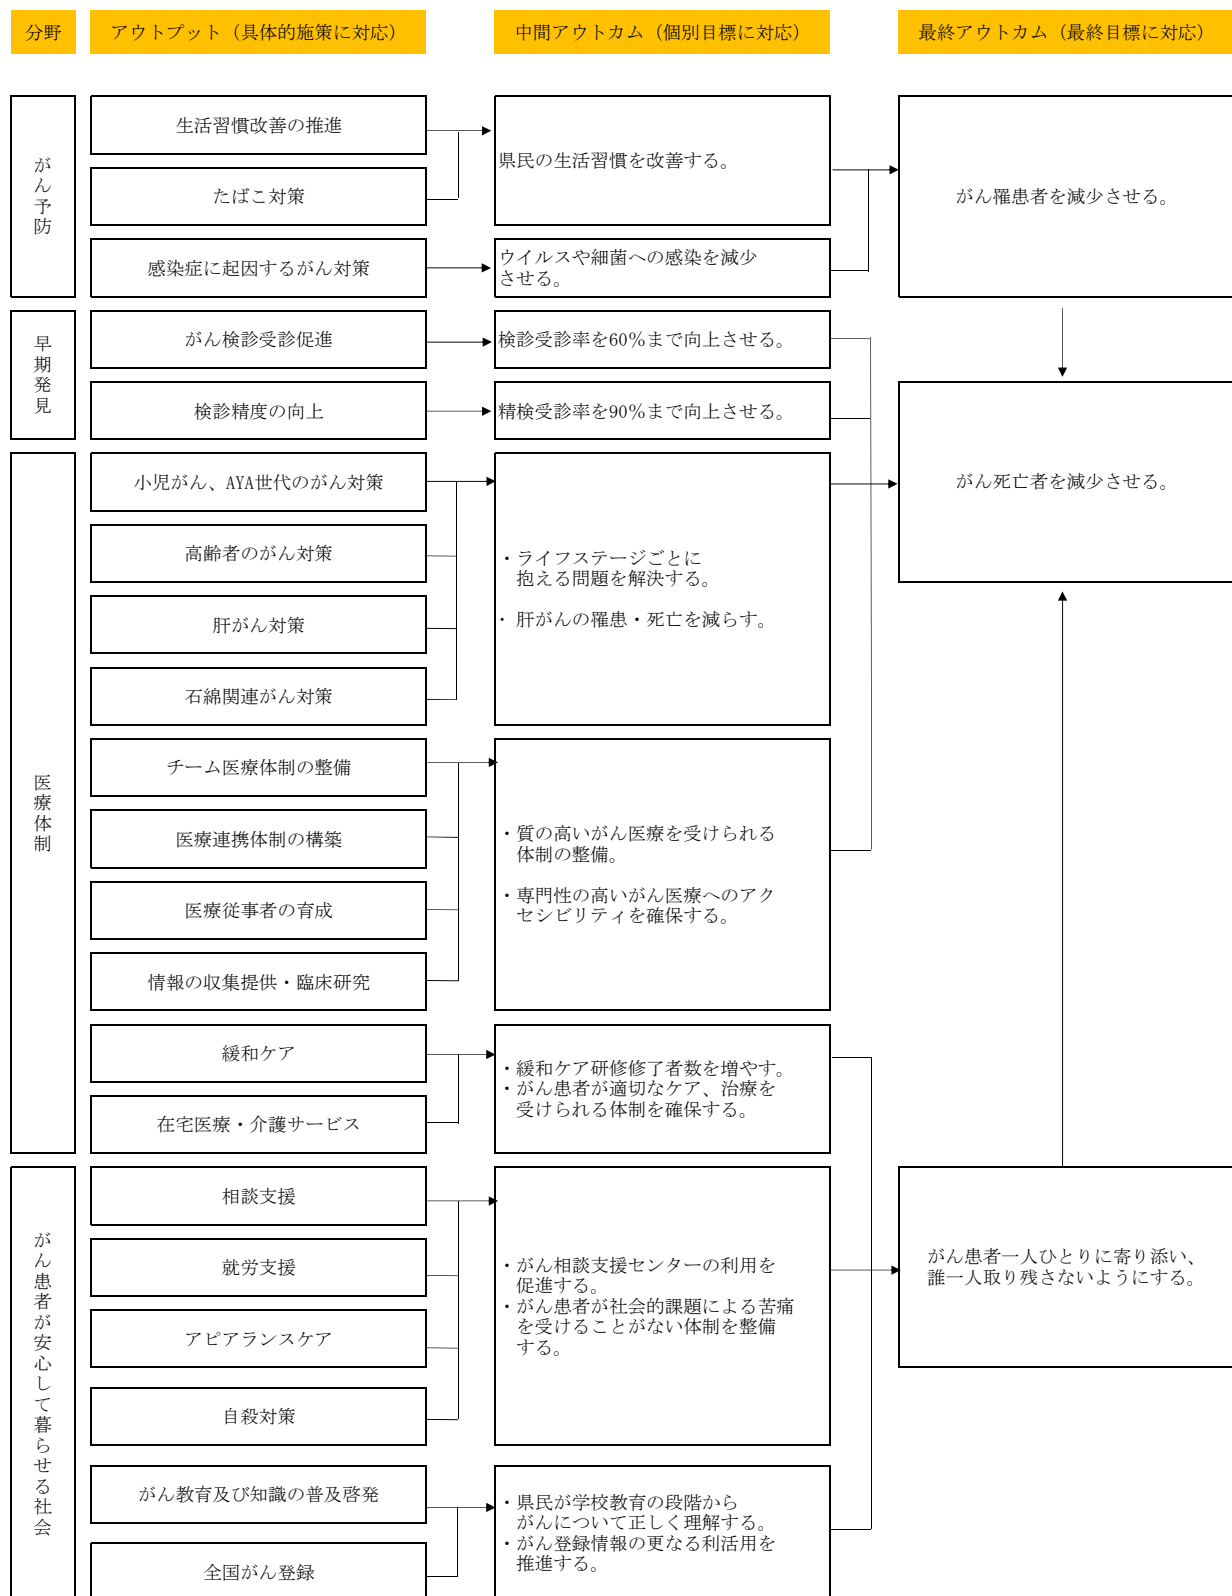 分野
アウトプット（具体的施策に対応）
中間アウトカム（個別目標に対応）
最終アウトカム（最終目標に対応）
がん予防
生活習慣改善の推進
たばこ対策
感染症に起因するがん対策
県民の生活習慣を改善する。
ウイルスや細菌への感染を減少
させる。
がん罹患者を減少させる。
早期発見
がん検診受診促進
検診精度の向上
検診受診率を60％まで向上させる。
精検受診率を90％まで向上させる。
がん死亡者を減少させる。
医療体制
小児がん、AYA世代のがん対策
高齢者のがん対策
肝がん対策
石綿関連がん対策
・ライフステージごとに
抱える問題を解決する。
・ 肝がんの罹患・死亡を減らす。
チーム医療体制の整備
医療連携体制の構築
医療従事者の育成
情報の収集提供・臨床研究
・質の高いがん医療を受けられる
体制の整備。
・専門性の高いがん医療へのアク
セシビリティを確保する。
緩和ケア
在宅医療・介護サービス
・緩和ケア研修修了者数を増やす。
・がん患者が適切なケア、治療を
受けられる体制を確保する。
がん患者が安心して暮らせる社会
相談支援
就労支援
アピアランスケア
自殺対策
・がん相談支援センターの利用を
促進する。
・がん患者が社会的課題による苦痛
を受けることがない体制を整備
する。
がん患者一人ひとりに寄り添い、
誰一人取り残さないようにする。
がん教育及び知識の普及啓発
全国がん登録
・県民が学校教育の段階から
がんについて正しく理解する。
・がん登録情報の更なる利活用を
推進する。